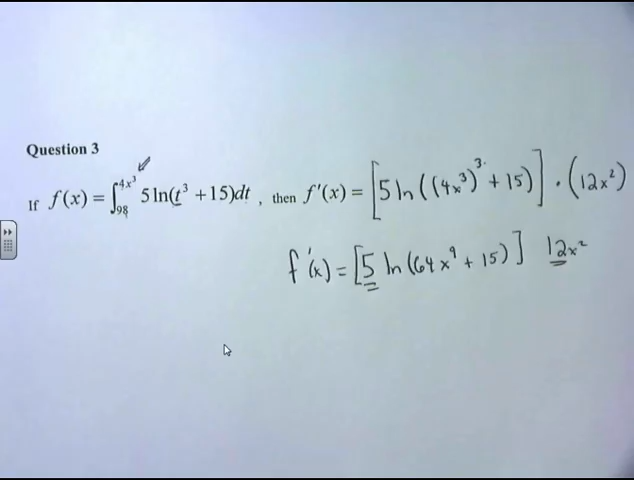 Question 3
If f(x) = ∫₉₈^{4x³} 5 ln(t³ + 15)dt , then f'(x) = [5 ln((4x³)³ + 15)] · (12x²)
f'(x) = [5 ln(64x⁹ + 15)] 12x²